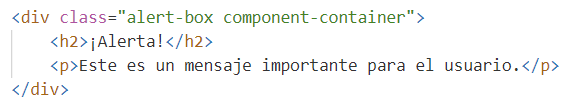 <div class="alert-box component-container">
    <h2>¡Alerta!</h2>
    <p>Este es un mensaje importante para el usuario.</p>
</div>